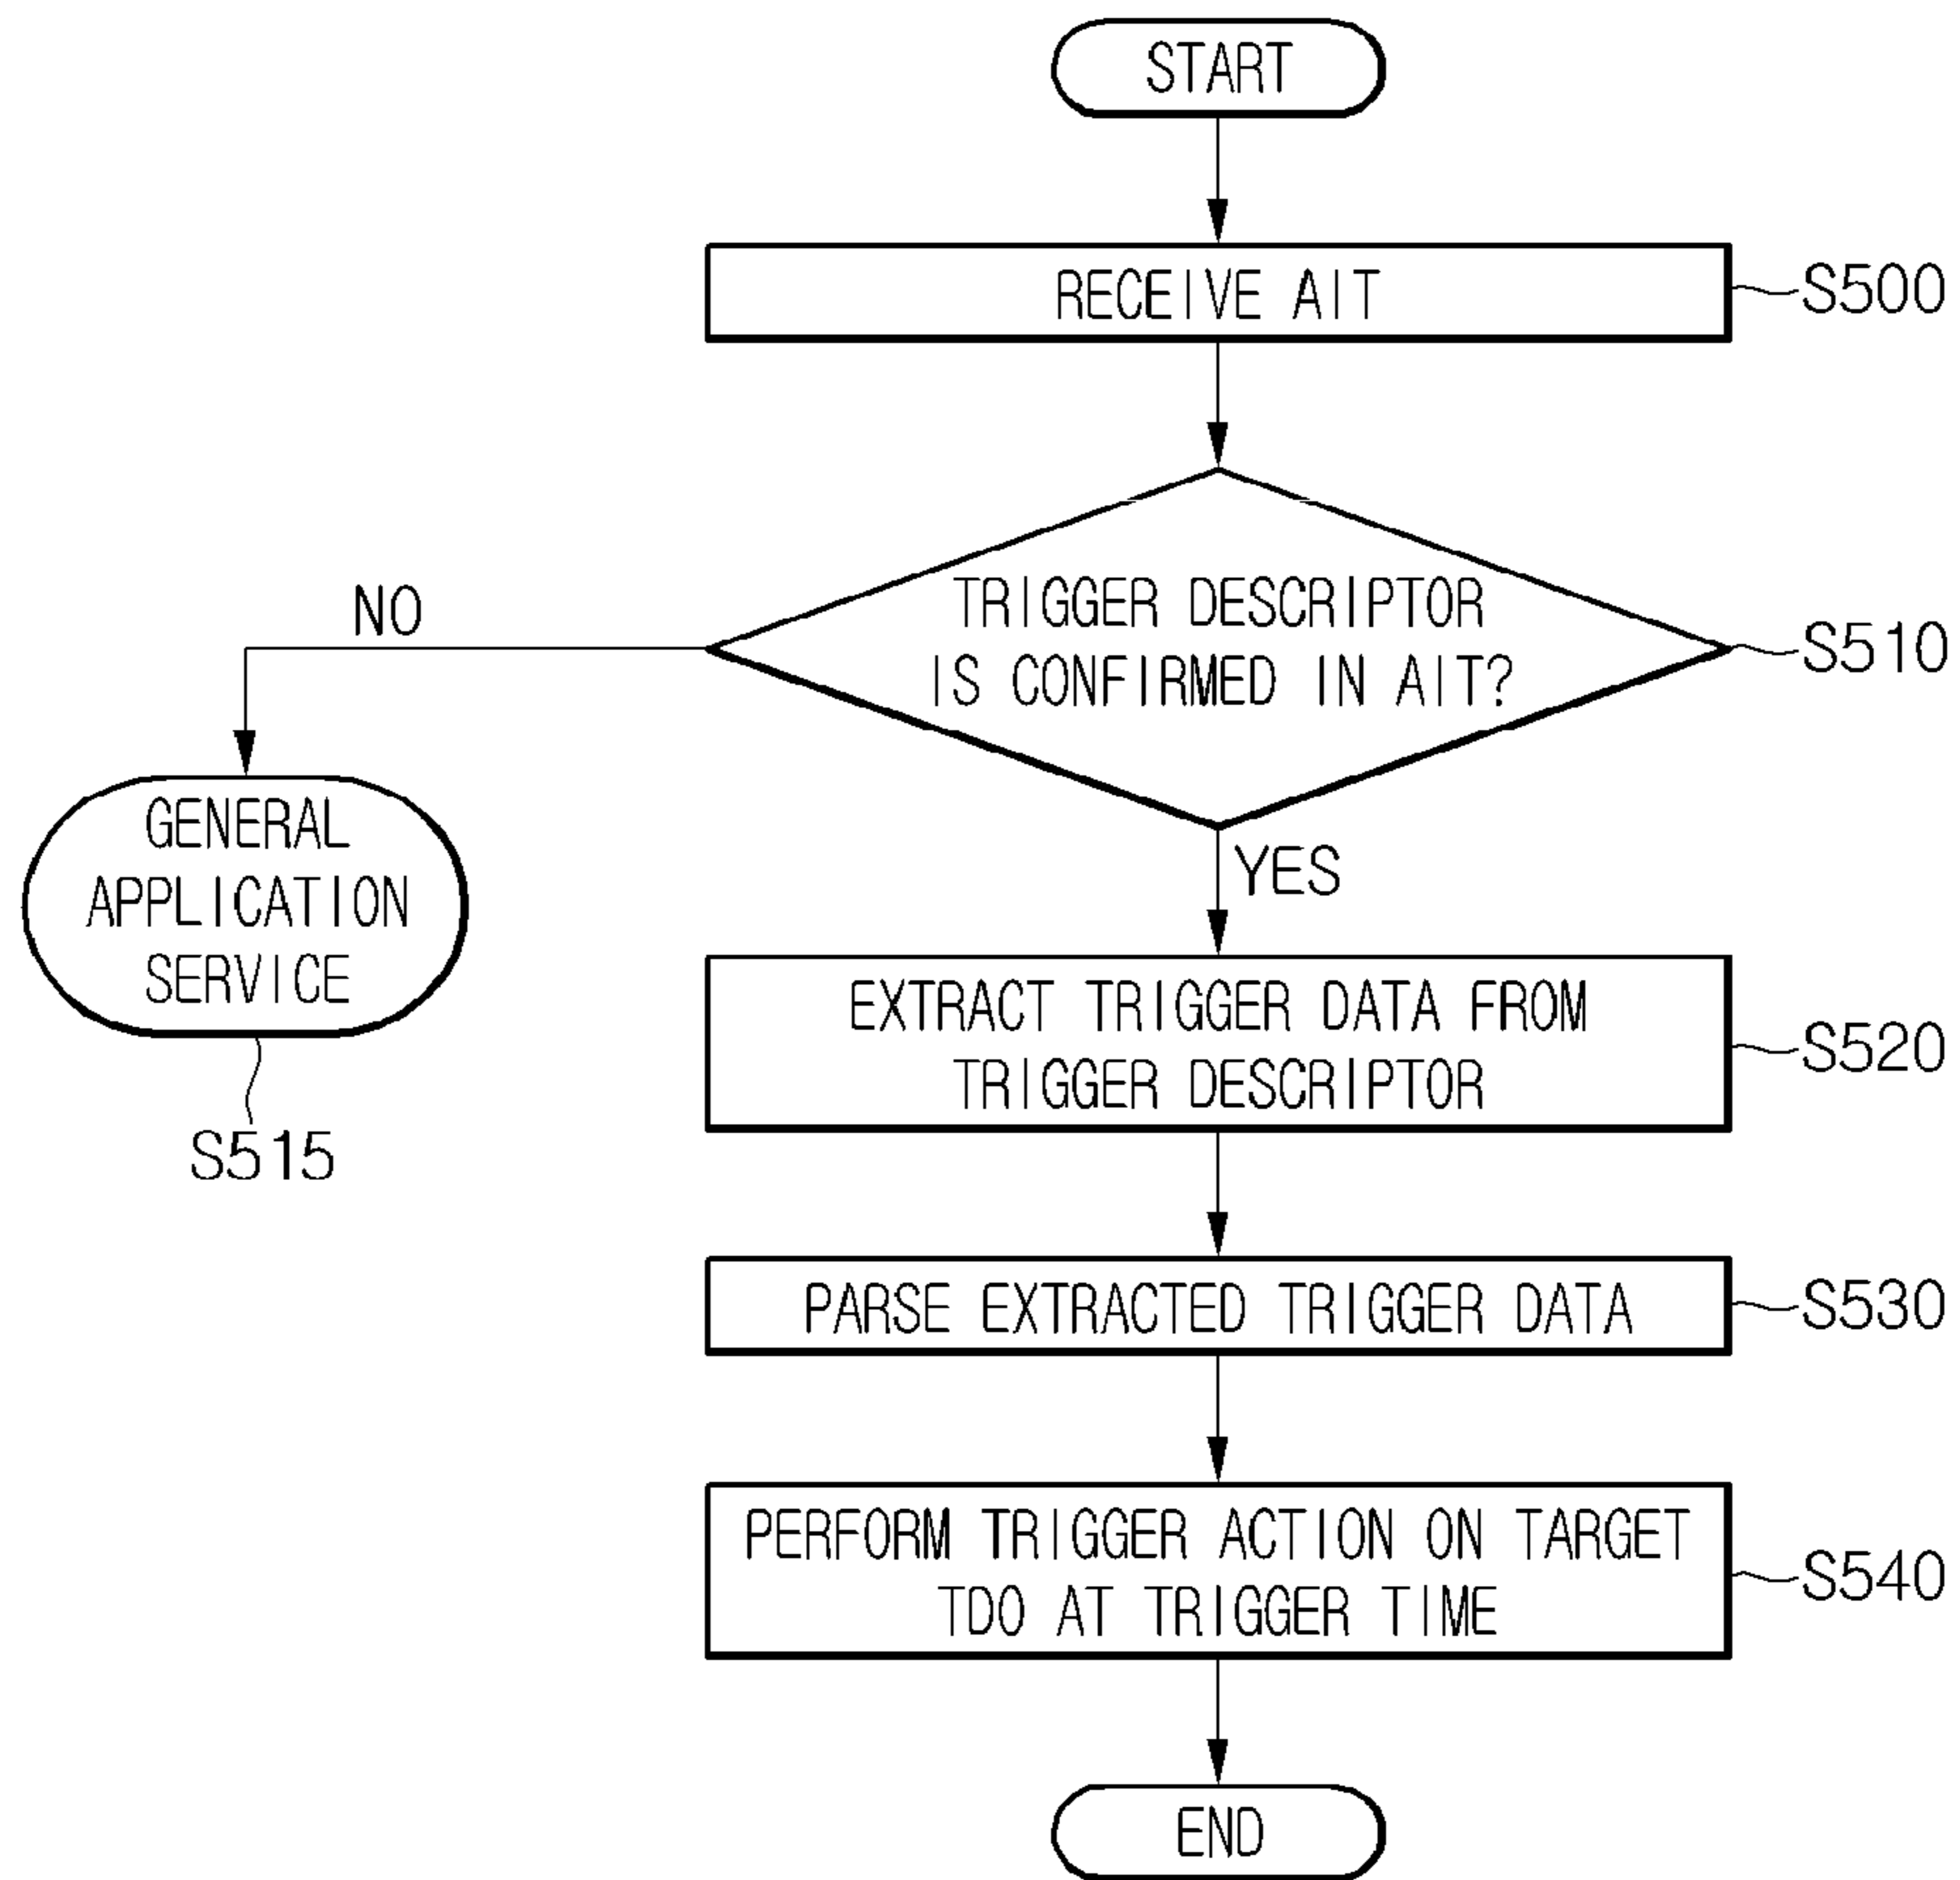 START
RECEIVE AIT
S500
TRIGGER DESCRIPTOR
IS CONFIRMED IN AIT?
S510
NO
GENERAL
APPLICATION
SERVICE
S515
YES
EXTRACT TRIGGER DATA FROM
TRIGGER DESCRIPTOR
S520
PARSE EXTRACTED TRIGGER DATA
S530
PERFORM TRIGGER ACTION ON TARGET
TDO AT TRIGGER TIME
S540
END